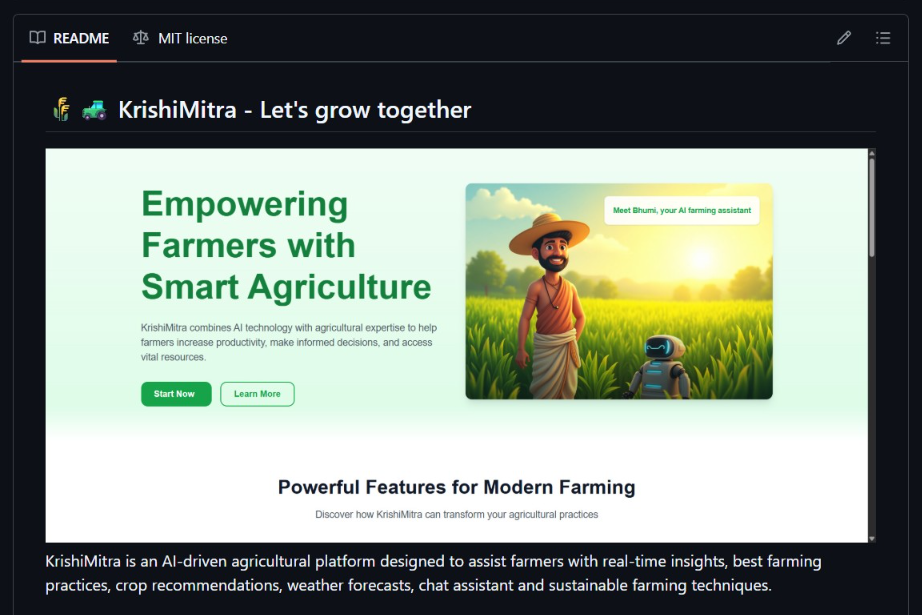 README
MIT license
🌾 🚜 KrishiMitra - Let's grow together
Empowering
Farmers with
Smart Agriculture
KrishiMitra combines AI technology with agricultural expertise to help
farmers increase productivity, make informed decisions, and access
vital resources.
Start Now
Learn More
Meet Bhumi, your AI farming assistant
Powerful Features for Modern Farming
Discover how KrishiMitra can transform your agricultural practices
KrishiMitra is an AI-driven agricultural platform designed to assist farmers with real-time insights, best farming
practices, crop recommendations, weather forecasts, chat assistant and sustainable farming techniques.